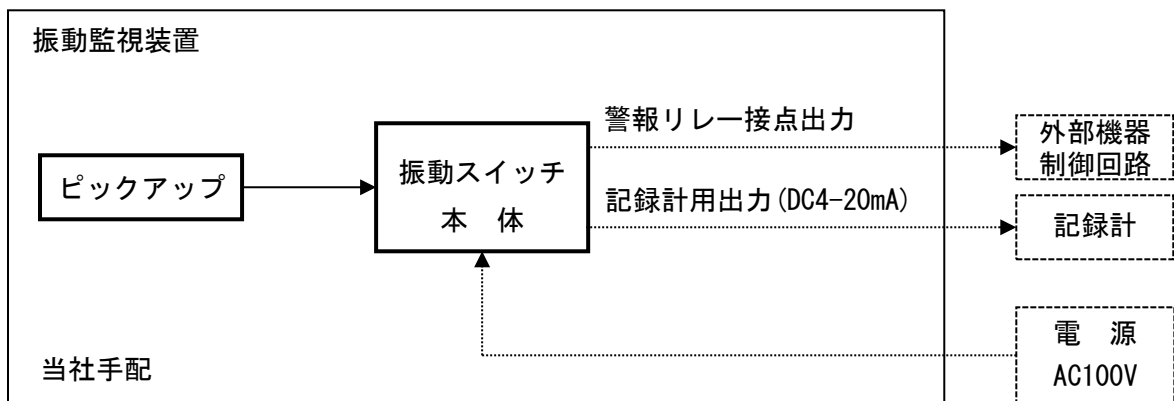 振動監視装置
警報リレー接点出力
外部機器
制御回路
ピックアップ
振動スイッチ
本　体
記録計用出力(DC4-20mA)
記録計
電　源
AC100V
当社手配